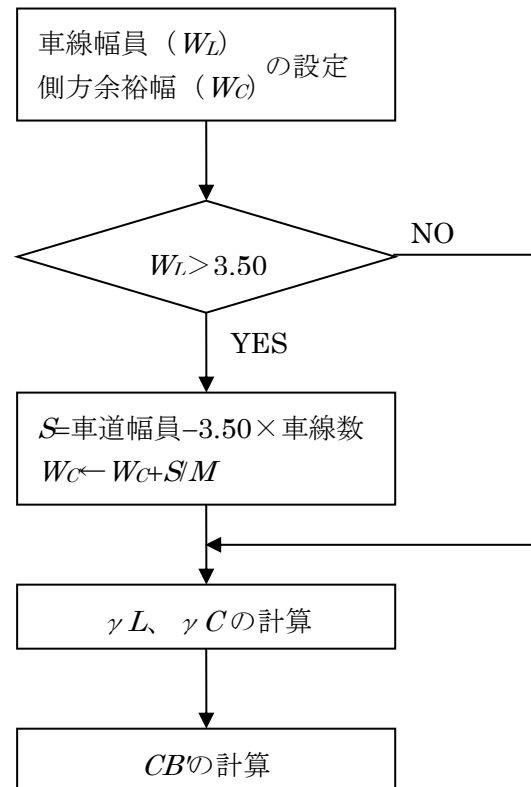 車線幅員（WL）
側方余裕幅（WC）
の設定
WL＞3.50
NO
YES
S=車道幅員−3.50×車線数
WC←WC+S/M
γL、γCの計算
CB'の計算